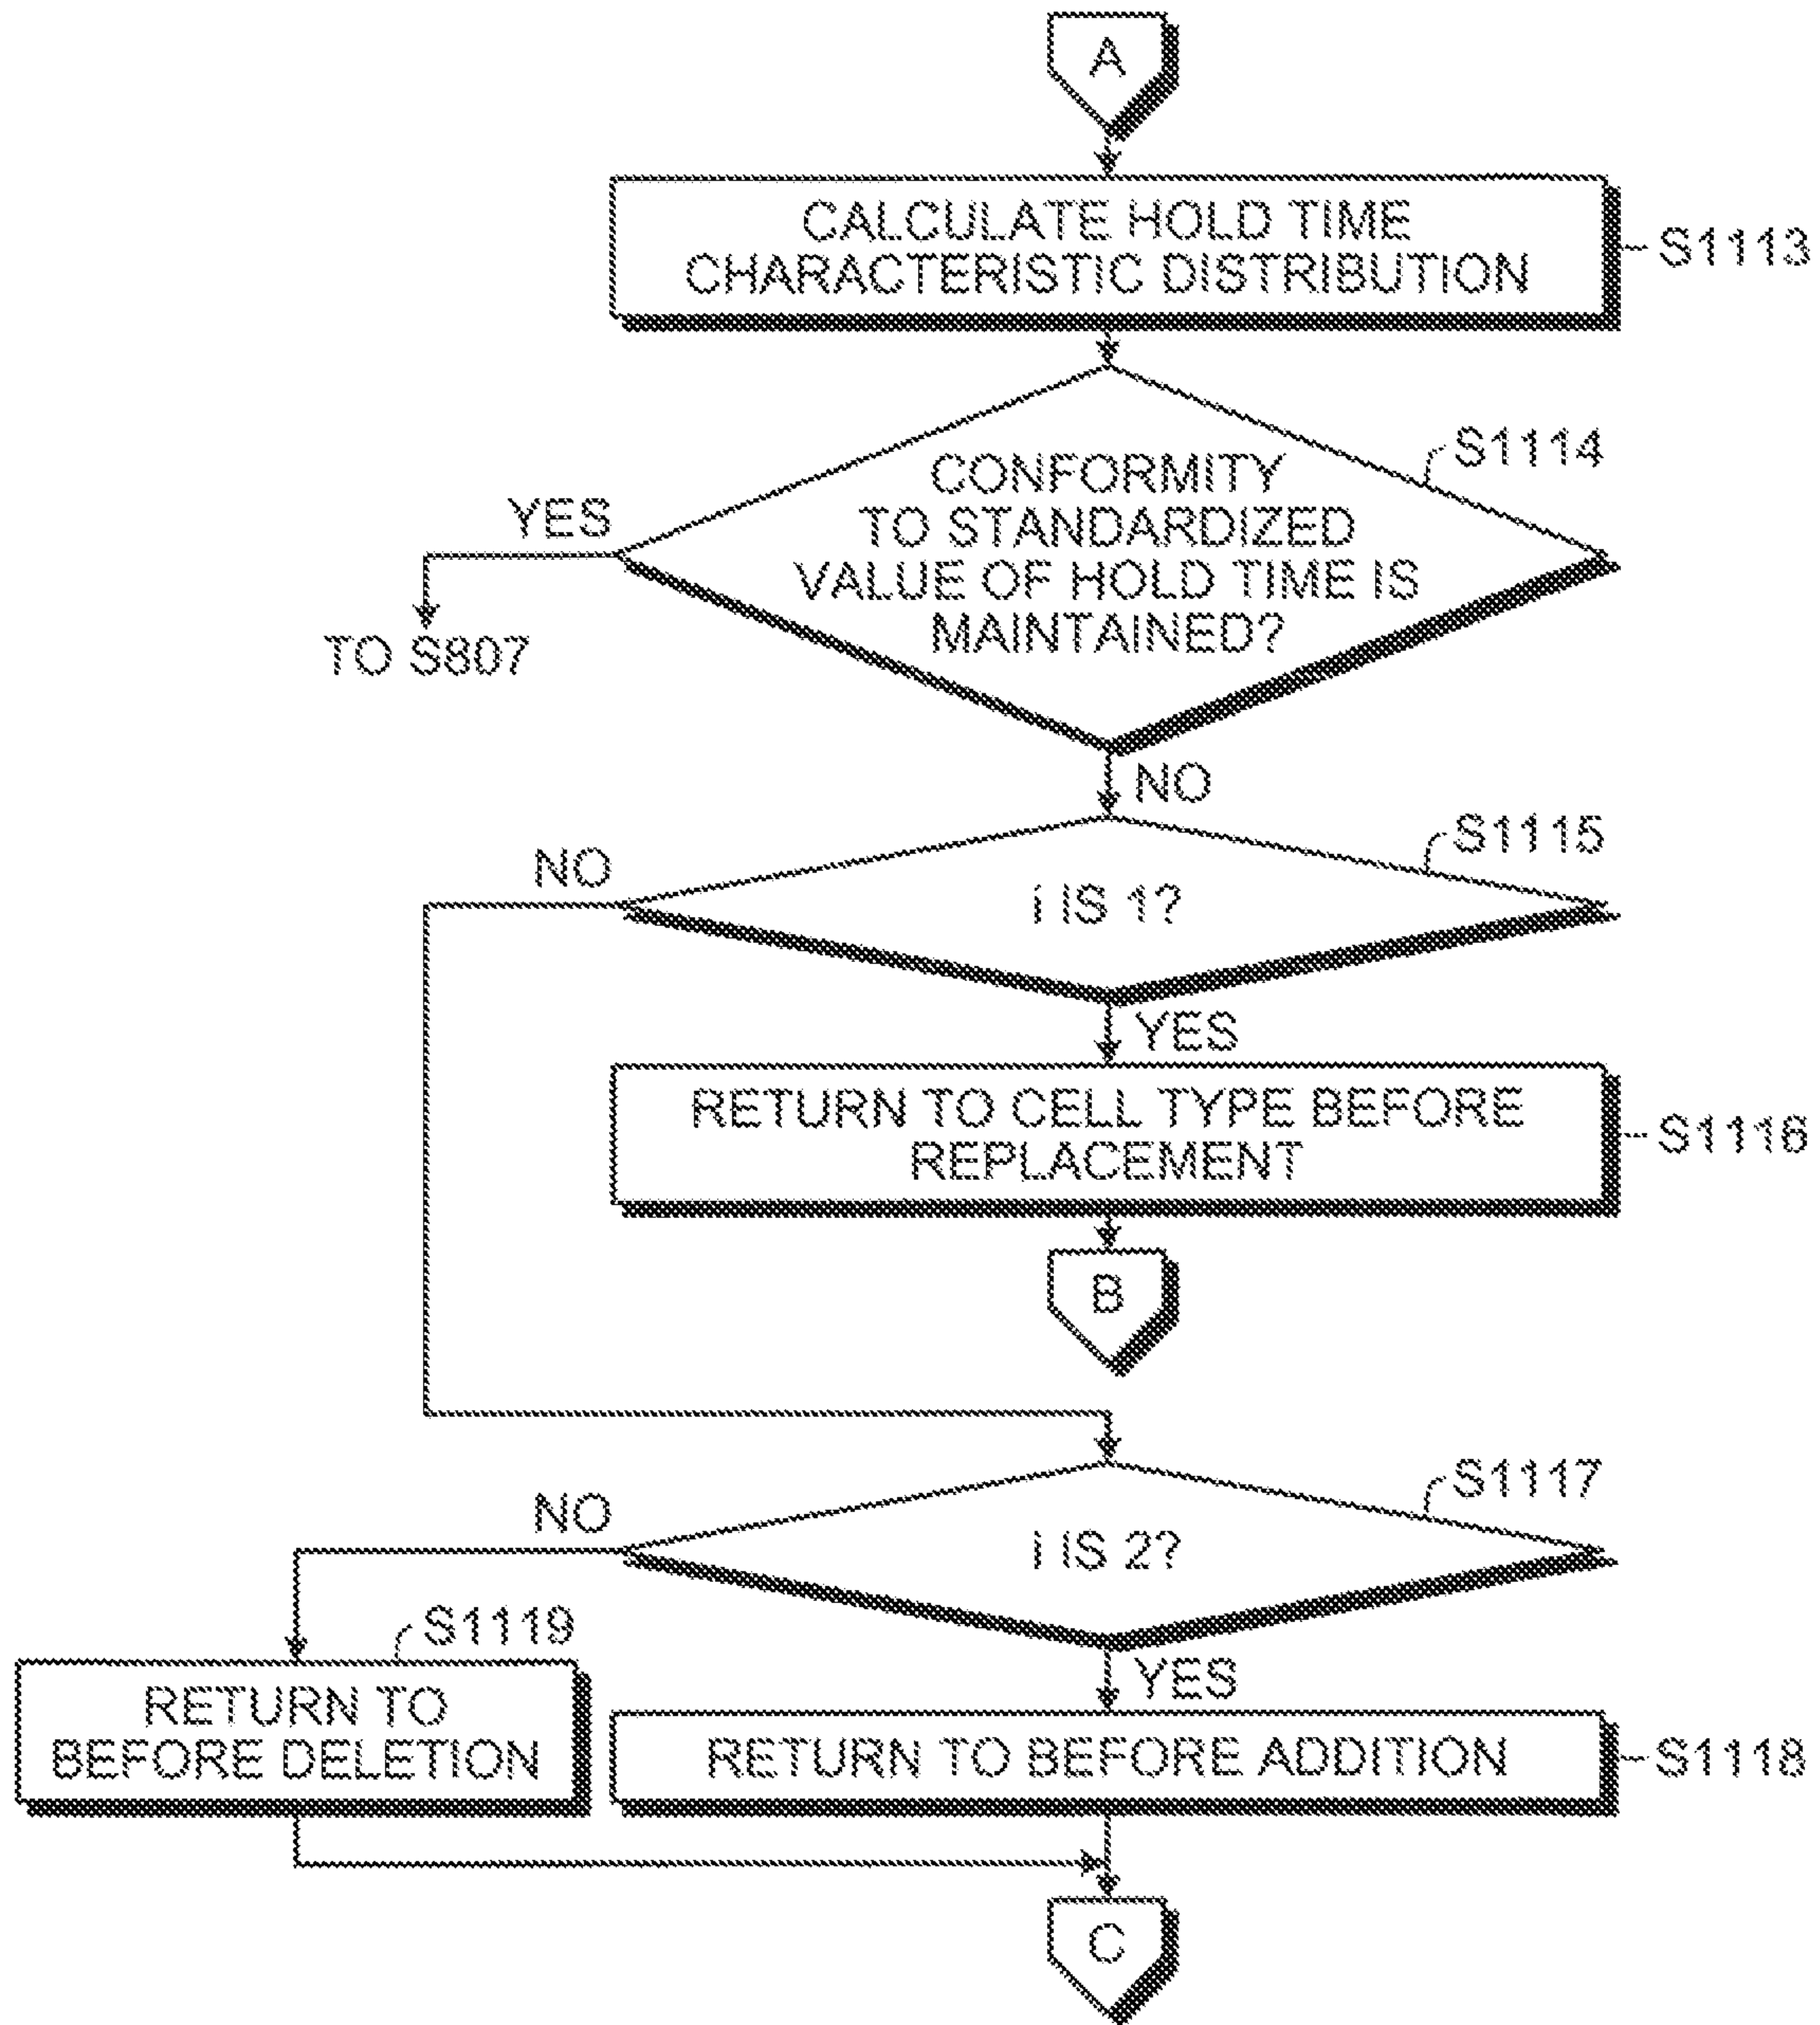 A
CALCULATE HOLD TIME
CHARACTERISTIC DISTRIBUTION
S1113
S1114
CONFORMITY
TO STANDARDIZED
VALUE OF HOLD TIME IS
MAINTAINED?
YES
TO S807
NO
S1115
NO
i IS 1?
YES
RETURN TO CELL TYPE BEFORE
REPLACEMENT
S1116
B
S1117
NO
i IS 2?
S1119
YES
RETURN TO
BEFORE DELETION
RETURN TO BEFORE ADDITION
S1118
C